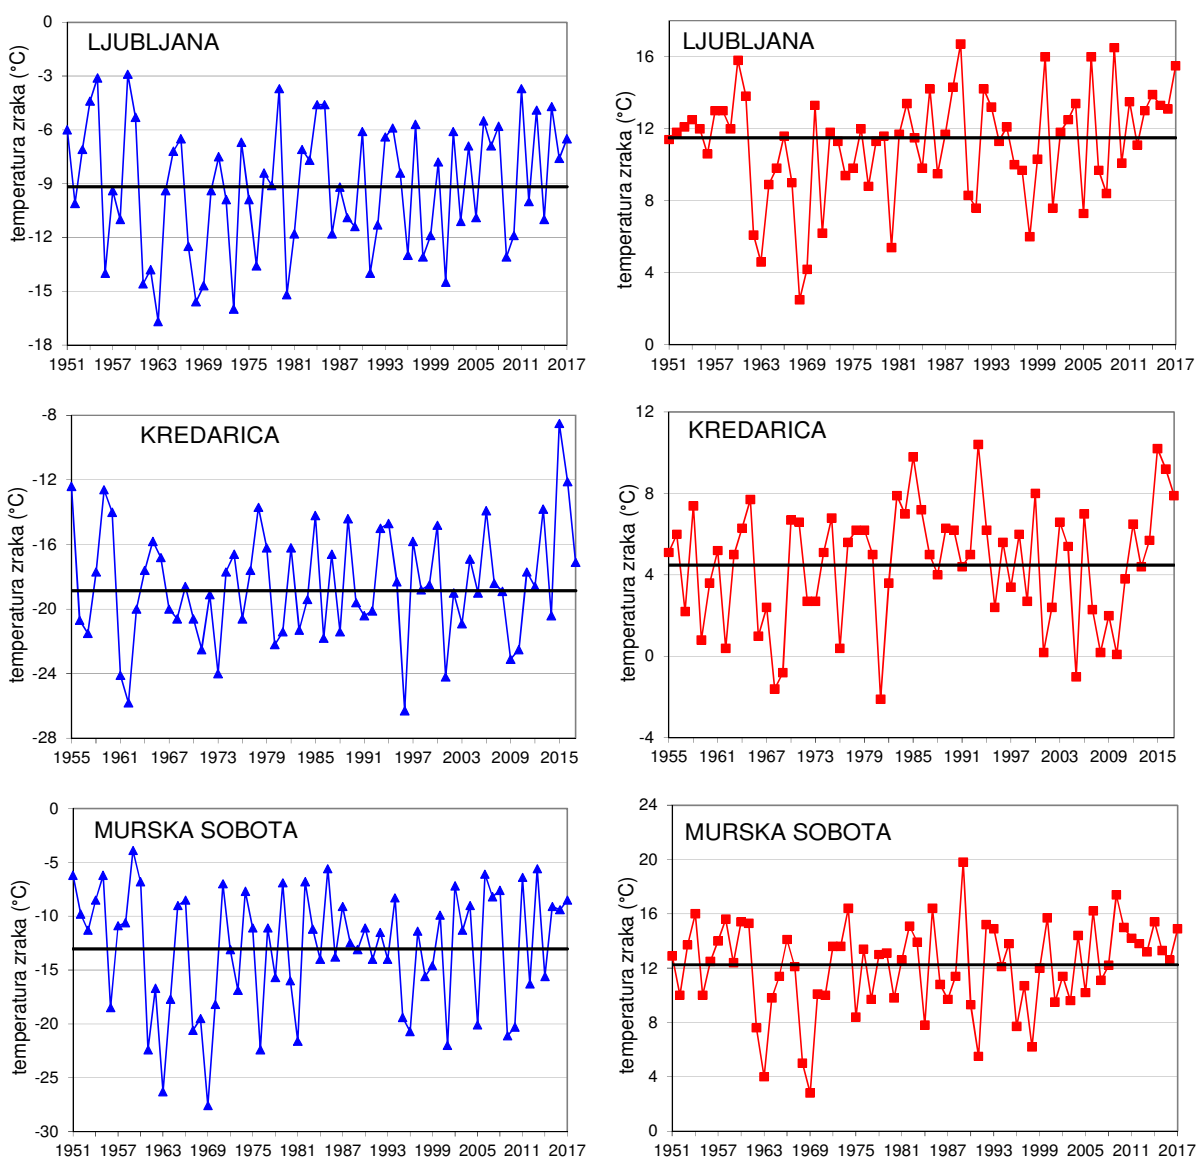 LJUBLJANA
temperatura zraka (°C)
0
-3
-6
-9
-12
-15
-18
1951 1957 1963 1969 1975 1981 1987 1993 1999 2005 2011 2017
LJUBLJANA
temperatura zraka (°C)
16
12
8
4
0
1951 1957 1963 1969 1975 1981 1987 1993 1999 2005 2011 2017
KREDARICA
temperatura zraka (°C)
-8
-12
-16
-20
-24
-28
1955 1961 1967 1973 1979 1985 1991 1997 2003 2009 2015
KREDARICA
temperatura zraka (°C)
12
8
4
0
-4
1955 1961 1967 1973 1979 1985 1991 1997 2003 2009 2015
MURSKA SOBOTA
temperatura zraka (°C)
0
-5
-10
-15
-20
-25
-30
1951 1957 1963 1969 1975 1981 1987 1993 1999 2005 2011 2017
MURSKA SOBOTA
temperatura zraka (°C)
24
20
16
12
8
4
0
1951 1957 1963 1969 1975 1981 1987 1993 1999 2005 2011 2017